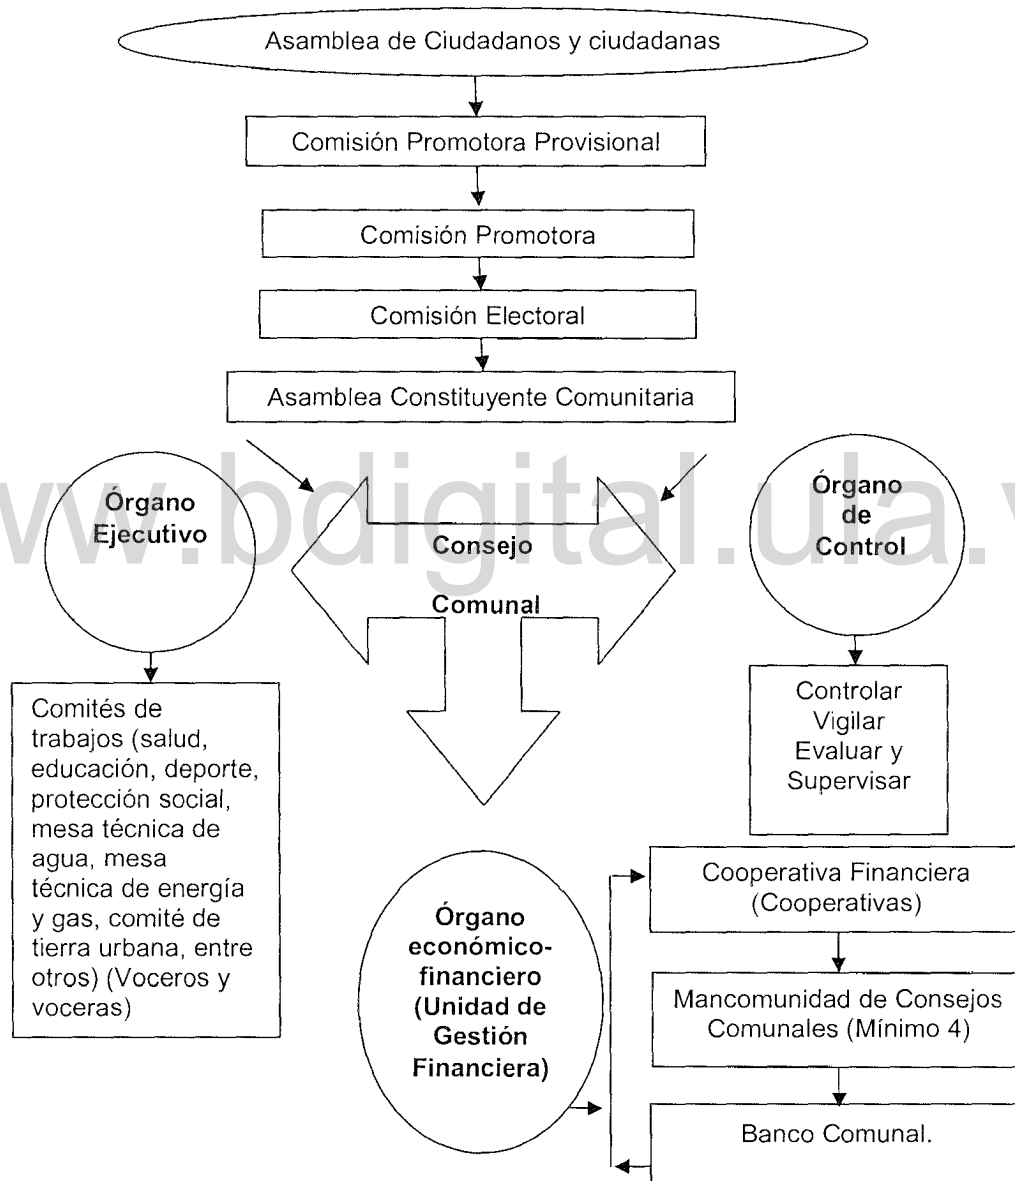 Asamblea de Ciudadanos y ciudadanas
Comisión Promotora Provisional
Comisión Promotora
Comisión Electoral
Asamblea Constituyente Comunitaria
Órgano
Ejecutivo
Consejo
Comunal
Órgano
de
Control
www.bdigital.ula.v
Comités de
trabajos (salud,
educación, deporte,
protección social,
mesa técnica de
agua, mesa
técnica de energía
y gas, comité de
tierra urbana, entre
otros) (Voceros y
voceras)
Controlar
Vigilar
Evaluar y
Supervisar
Órgano
económico-
financiero
(Unidad de
Gestión
Financiera)
Cooperativa Financiera
(Cooperativas)
Mancomunidad de Consejos
Comunales (Mínimo 4)
Banco Comunal.